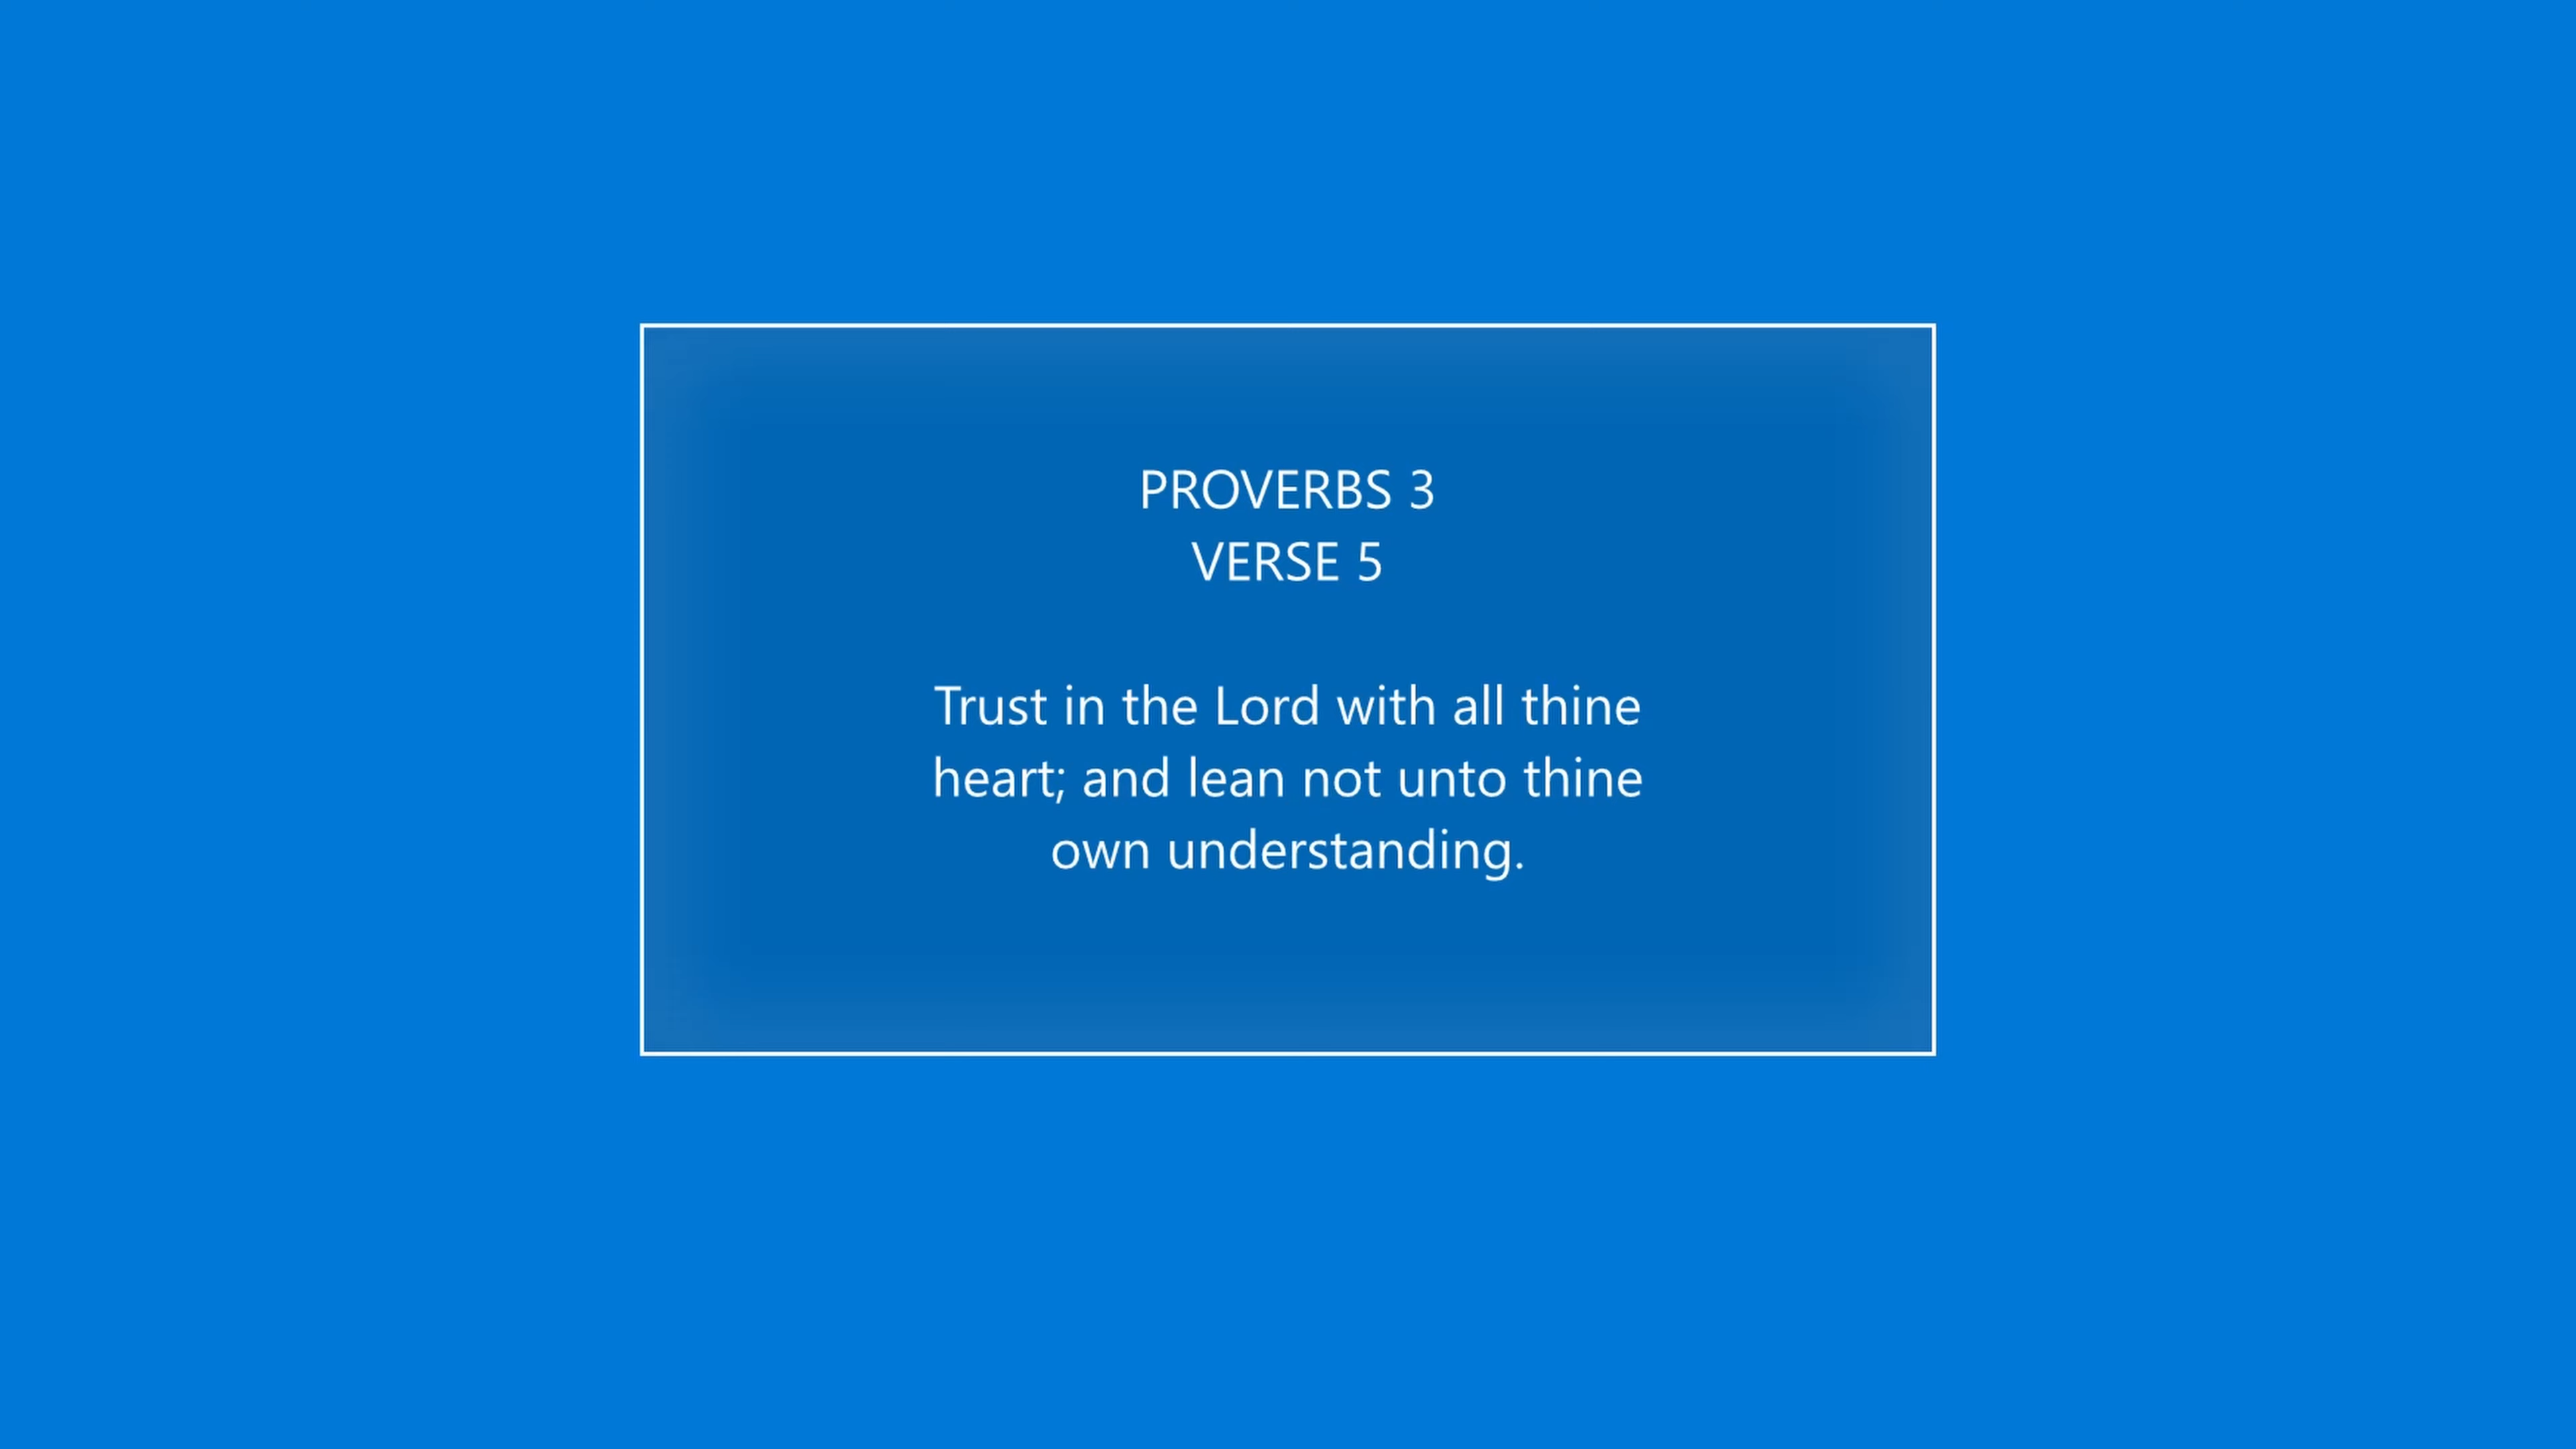 PROVERBS 3
VERSE 5
Trust in the Lord with all thine
heart; and lean not unto thine
own understanding.